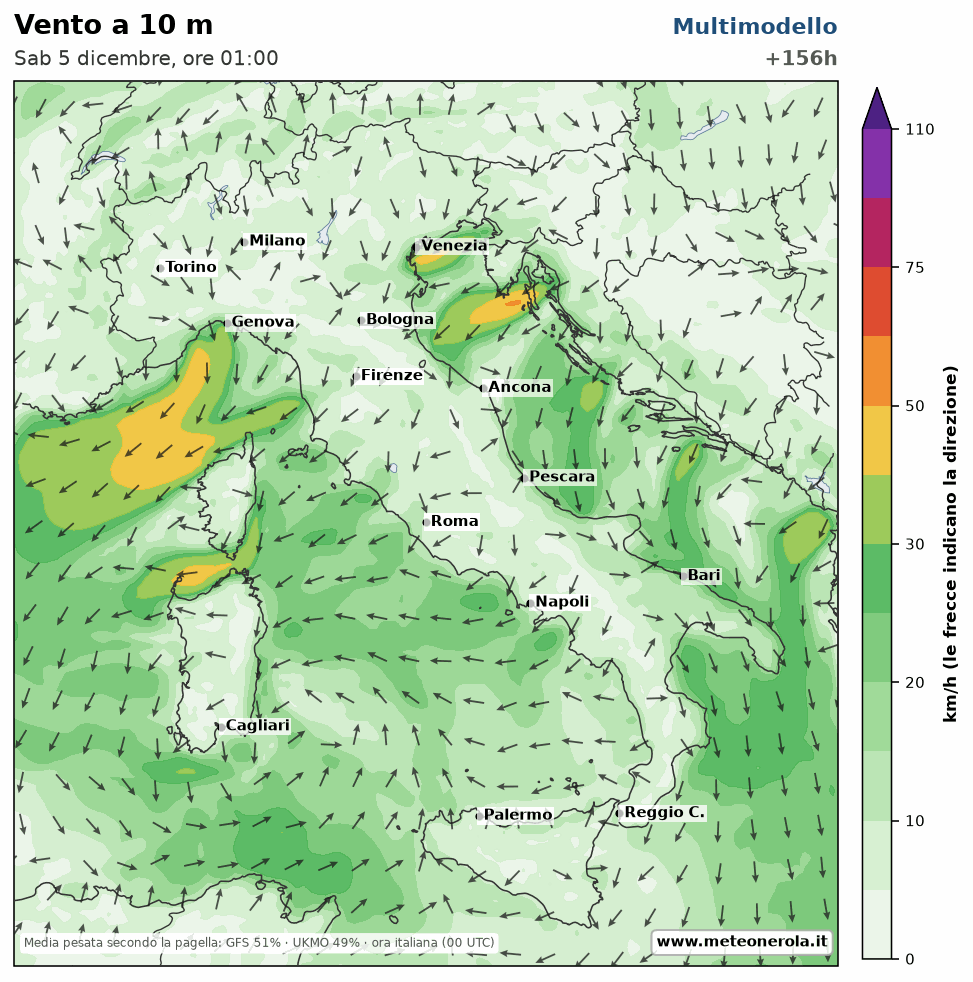 Vento a 10 m
Multimodello
Sab 5 dicembre, ore 01:00
+156h
110
Milano
Venezia
Torino
75
Bologna
Genova
Firenze
Ancona
50
Pescara
Roma
30
Bari
Napoli
20
Cagliari
Palermo
Reggio C.
10
0
km/h (le frecce indicano la direzione)
Media pesata secondo la pagella: GFS 51% · UKMO 49% · ora italiana (00 UTC)
www.meteonerola.it